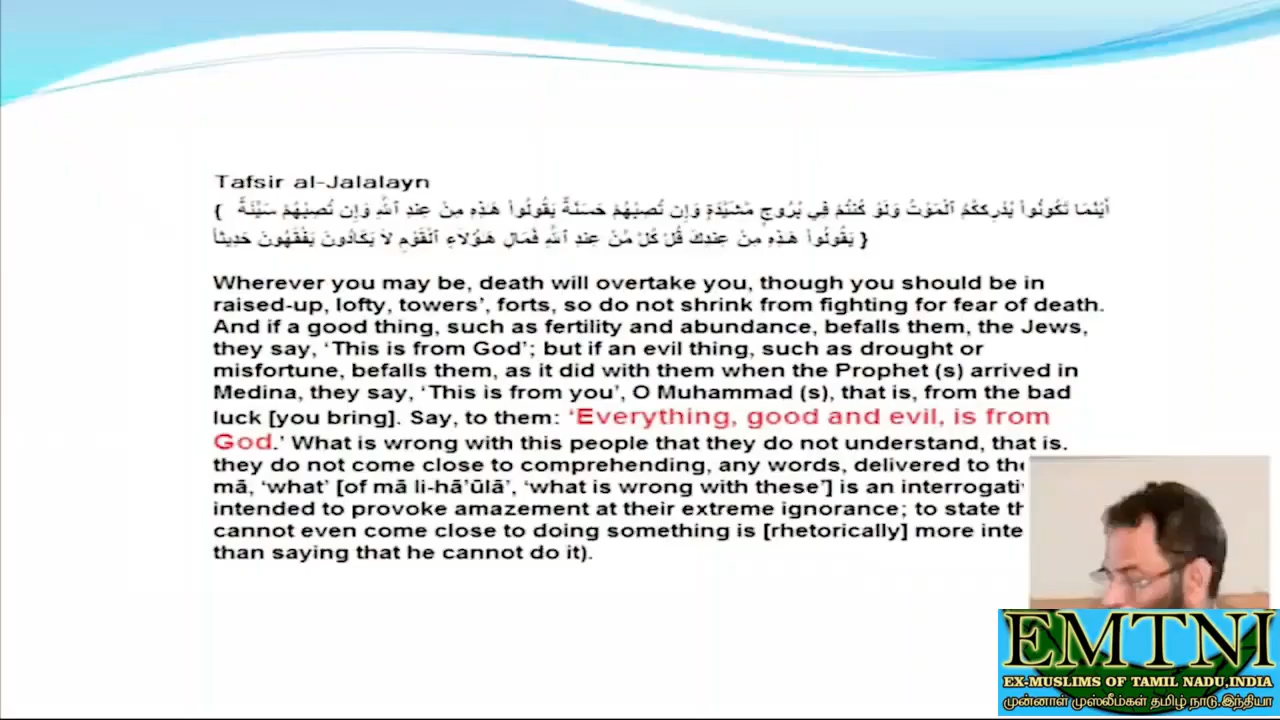 Tafsir al-Jalalayn
{ أَيْنَمَا تَكُونُواْ يُدْرِككُّمُ ٱلْمَوْتُ وَلَوْ كُنتُمْ فِي بُرُوجٍ مُّشَيَّدَةٍ وَإِن تُصِبْهُمْ حَسَنَةٌ يَقُولُواْ هَـٰذِهِ مِنْ عِندِ ٱللَّهِ وَإِن تُصِبْهُمْ سَيِّئَةٌ
يَقُولُواْ هَـٰذِهِ مِنْ عِندِكَ قُلْ كُلٌّ مِّنْ عِندِ ٱللَّهِ فَمَالِ هَـٰؤُلاۤءِ ٱلْقَوْمِ لاَ يَكَادُونَ يَفْقَهُونَ حَدِيثاً }
Wherever you may be, death will overtake you, though you should be in
raised-up, lofty, towers’, forts, so do not shrink from fighting for fear of death.
And if a good thing, such as fertility and abundance, befalls them, the Jews,
they say, ‘This is from God’; but if an evil thing, such as drought or
misfortune, befalls them, as it did with them when the Prophet (s) arrived in
Medina, they say, ‘This is from you’, O Muhammad (s), that is, from the bad
luck [you bring]. Say, to them: ‘Everything, good and evil, is from
God.’ What is wrong with this people that they do not understand, that is.
they do not come close to comprehending, any words, delivered to
mā, ‘what’ [of mā li-hā’ūlā’, ‘what is wrong with these’] is an
intended to provoke amazement at their extreme ignorance; to state
cannot even come close to doing something is [rhetorically] more
than saying that he cannot do it).
EMTNI
EX-MUSLIMS OF TAMIL NADU,INDIA
முன்னாள் முஸ்லீம்கள் தமிழ் நாடு.இந்தியா